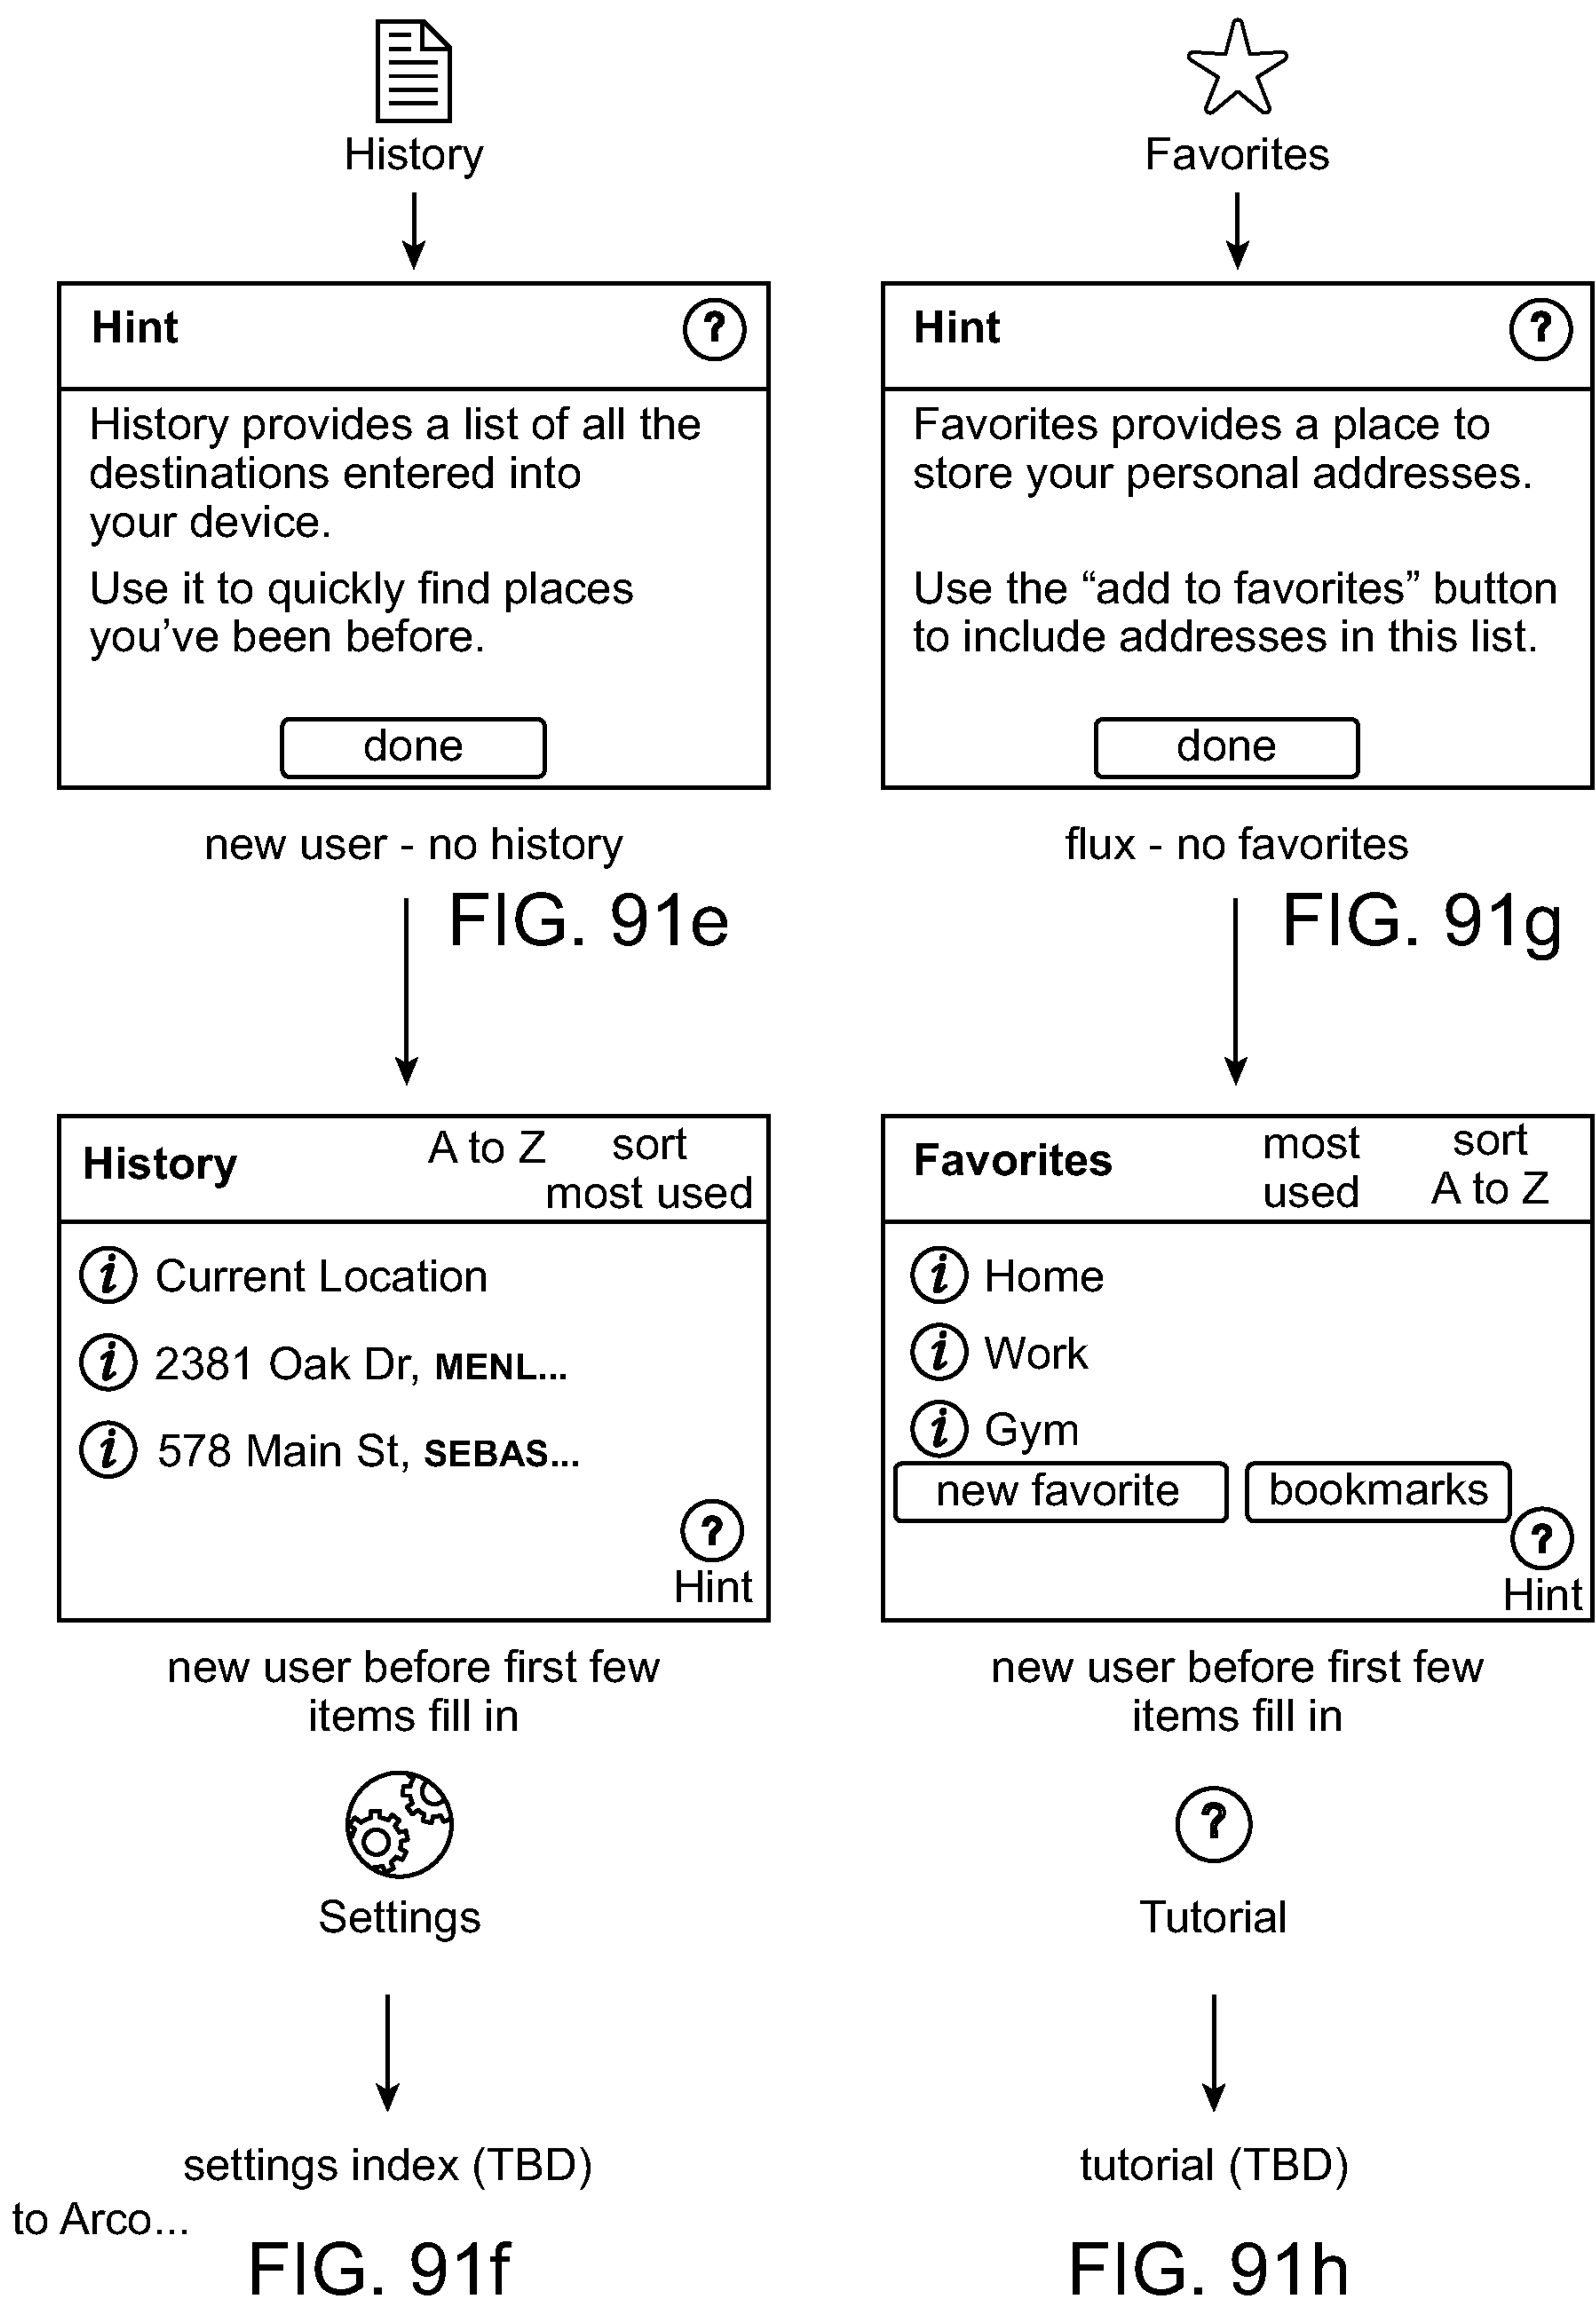 History
Hint
?
History provides a list of all the
destinations entered into
your device.
Use it to quickly find places
you've been before.
done
new user - no history
FIG. 91e
History
A to Z
sort
most used
i Current Location
i 2381 Oak Dr, MENL...
i 578 Main St, SEBAS...
?
Hint
new user before first few
items fill in
Settings
settings index (TBD)
to Arco...
FIG. 91f
Favorites
Hint
?
Favorites provides a place to
store your personal addresses.
Use the “add to favorites” button
to include addresses in this list.
done
flux - no favorites
FIG. 91g
Favorites
most
used
sort
A to Z
i Home
i Work
i Gym
new favorite
bookmarks
?
Hint
new user before first few
items fill in
?
Tutorial
tutorial (TBD)
FIG. 91h